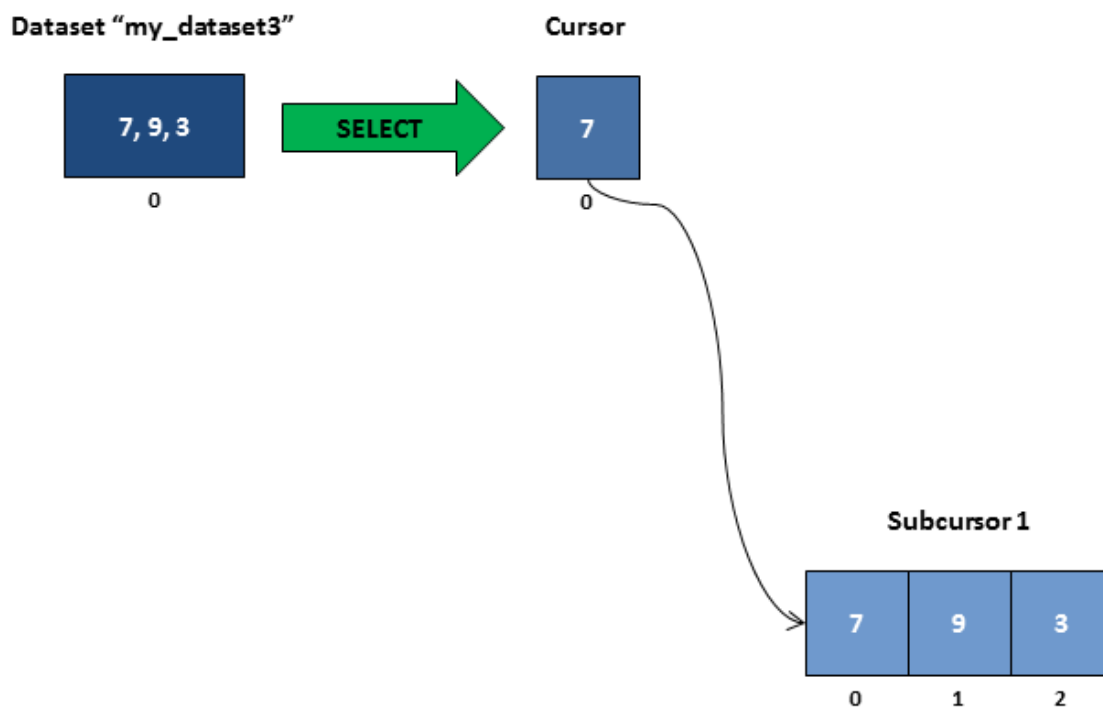 Dataset “my_dataset3”
Cursor
7, 9, 3
SELECT
7
0
0
Subcursor 1
7
9
3
0
1
2